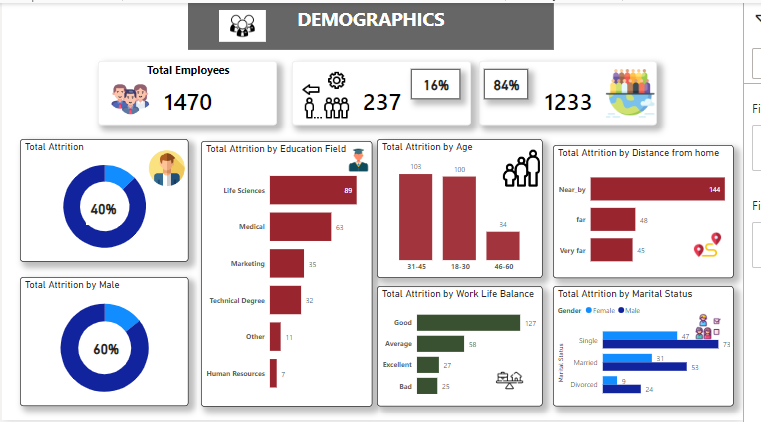 DEMOGRAPHICS
Total Employees
1470
237
16%
84%
1233
Total Attrition
40%
Total Attrition by Male
60%
Total Attrition by Education Field
Life Sciences 89
Medical 63
Marketing 35
Technical Degree 32
Other 11
Human Resources 7
Total Attrition by Age
103 100 34
31-45 18-30 46-60
Total Attrition by Work Life Balance
Good 127
Average 58
Excellent 27
Bad 25
Total Attrition by Distance from home
Near_by 144
far 48
Very far 45
Total Attrition by Marital Status
Gender Female Male
Marital Status
Single 47 73
Married 31 53
Divorced 9 24
Fi
Fi